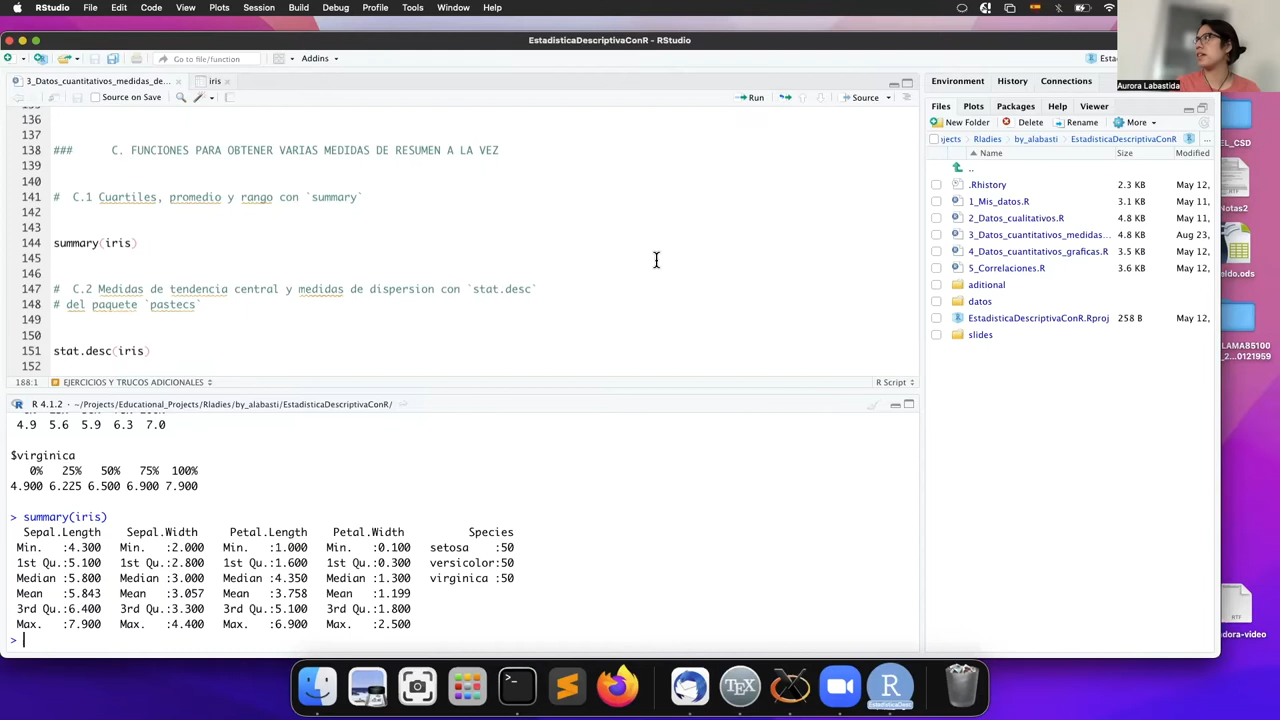 RStudio File Edit Code View Plots Session Build Debug Profile Tools Window Help
EstadisticaDescriptivaConR - RStudio
Go to file/function Addins
Aurora Labastida
3_Datos_cuantitativos_medidas_de... iris
Source on Save Run Source
136
137
138 ### C. FUNCIONES PARA OBTENER VARIAS MEDIDAS DE RESUMEN A LA VEZ
139
140
141 # C.1 Cuartiles, promedio y rango con `summary`
142
143
144 summary(iris)
145
146
147 # C.2 Medidas de tendencia central y medidas de dispersion con `stat.desc`
148 # del paquete `pastecs`
149
150
151 stat.desc(iris)
152
188:1 EJERCICIOS Y TRUCOS ADICIONALES R Script
R 4.1.2 · ~/Projects/Educational_Projects/Rladies/by_alabasti/EstadisticaDescriptivaConR/
4.9 5.6 5.9 6.3 7.0
$virginica
0% 25% 50% 75% 100%
4.900 6.225 6.500 6.900 7.900
> summary(iris)
Sepal.Length Sepal.Width Petal.Length Petal.Width Species
Min. :4.300 Min. :2.000 Min. :1.000 Min. :0.100 setosa :50
1st Qu.:5.100 1st Qu.:2.800 1st Qu.:1.600 1st Qu.:0.300 versicolor:50
Median :5.800 Median :3.000 Median :4.350 Median :1.300 virginica :50
Mean :5.843 Mean :3.057 Mean :3.758 Mean :1.199
3rd Qu.:6.400 3rd Qu.:3.300 3rd Qu.:5.100 3rd Qu.:1.800
Max. :7.900 Max. :4.400 Max. :6.900 Max. :2.500
>
Environment History Connections
Files Plots Packages Help Viewer
New Folder Delete Rename More
ojects Rladies by_alabasti EstadisticaDescriptivaConR ...
Name Size Modified
..
.Rhistory 2.3 KB May 12,
1_Mis_datos.R 3.1 KB May 11,
2_Datos_cualitativos.R 4.8 KB May 11,
3_Datos_cuantitativos_medidas... 4.8 KB Aug 23,
4_Datos_cuantitativos_graficas.R 3.5 KB May 12,
5_Correlaciones.R 3.6 KB May 12,
aditional
datos
EstadisticaDescriptivaConR.Rproj 258 B May 12,
slides
EL_CSD
Notas2
eldo.ods
LAMA85100
_2...0121959
RTF
dora-video
TEX
R
EstadisticaDesc